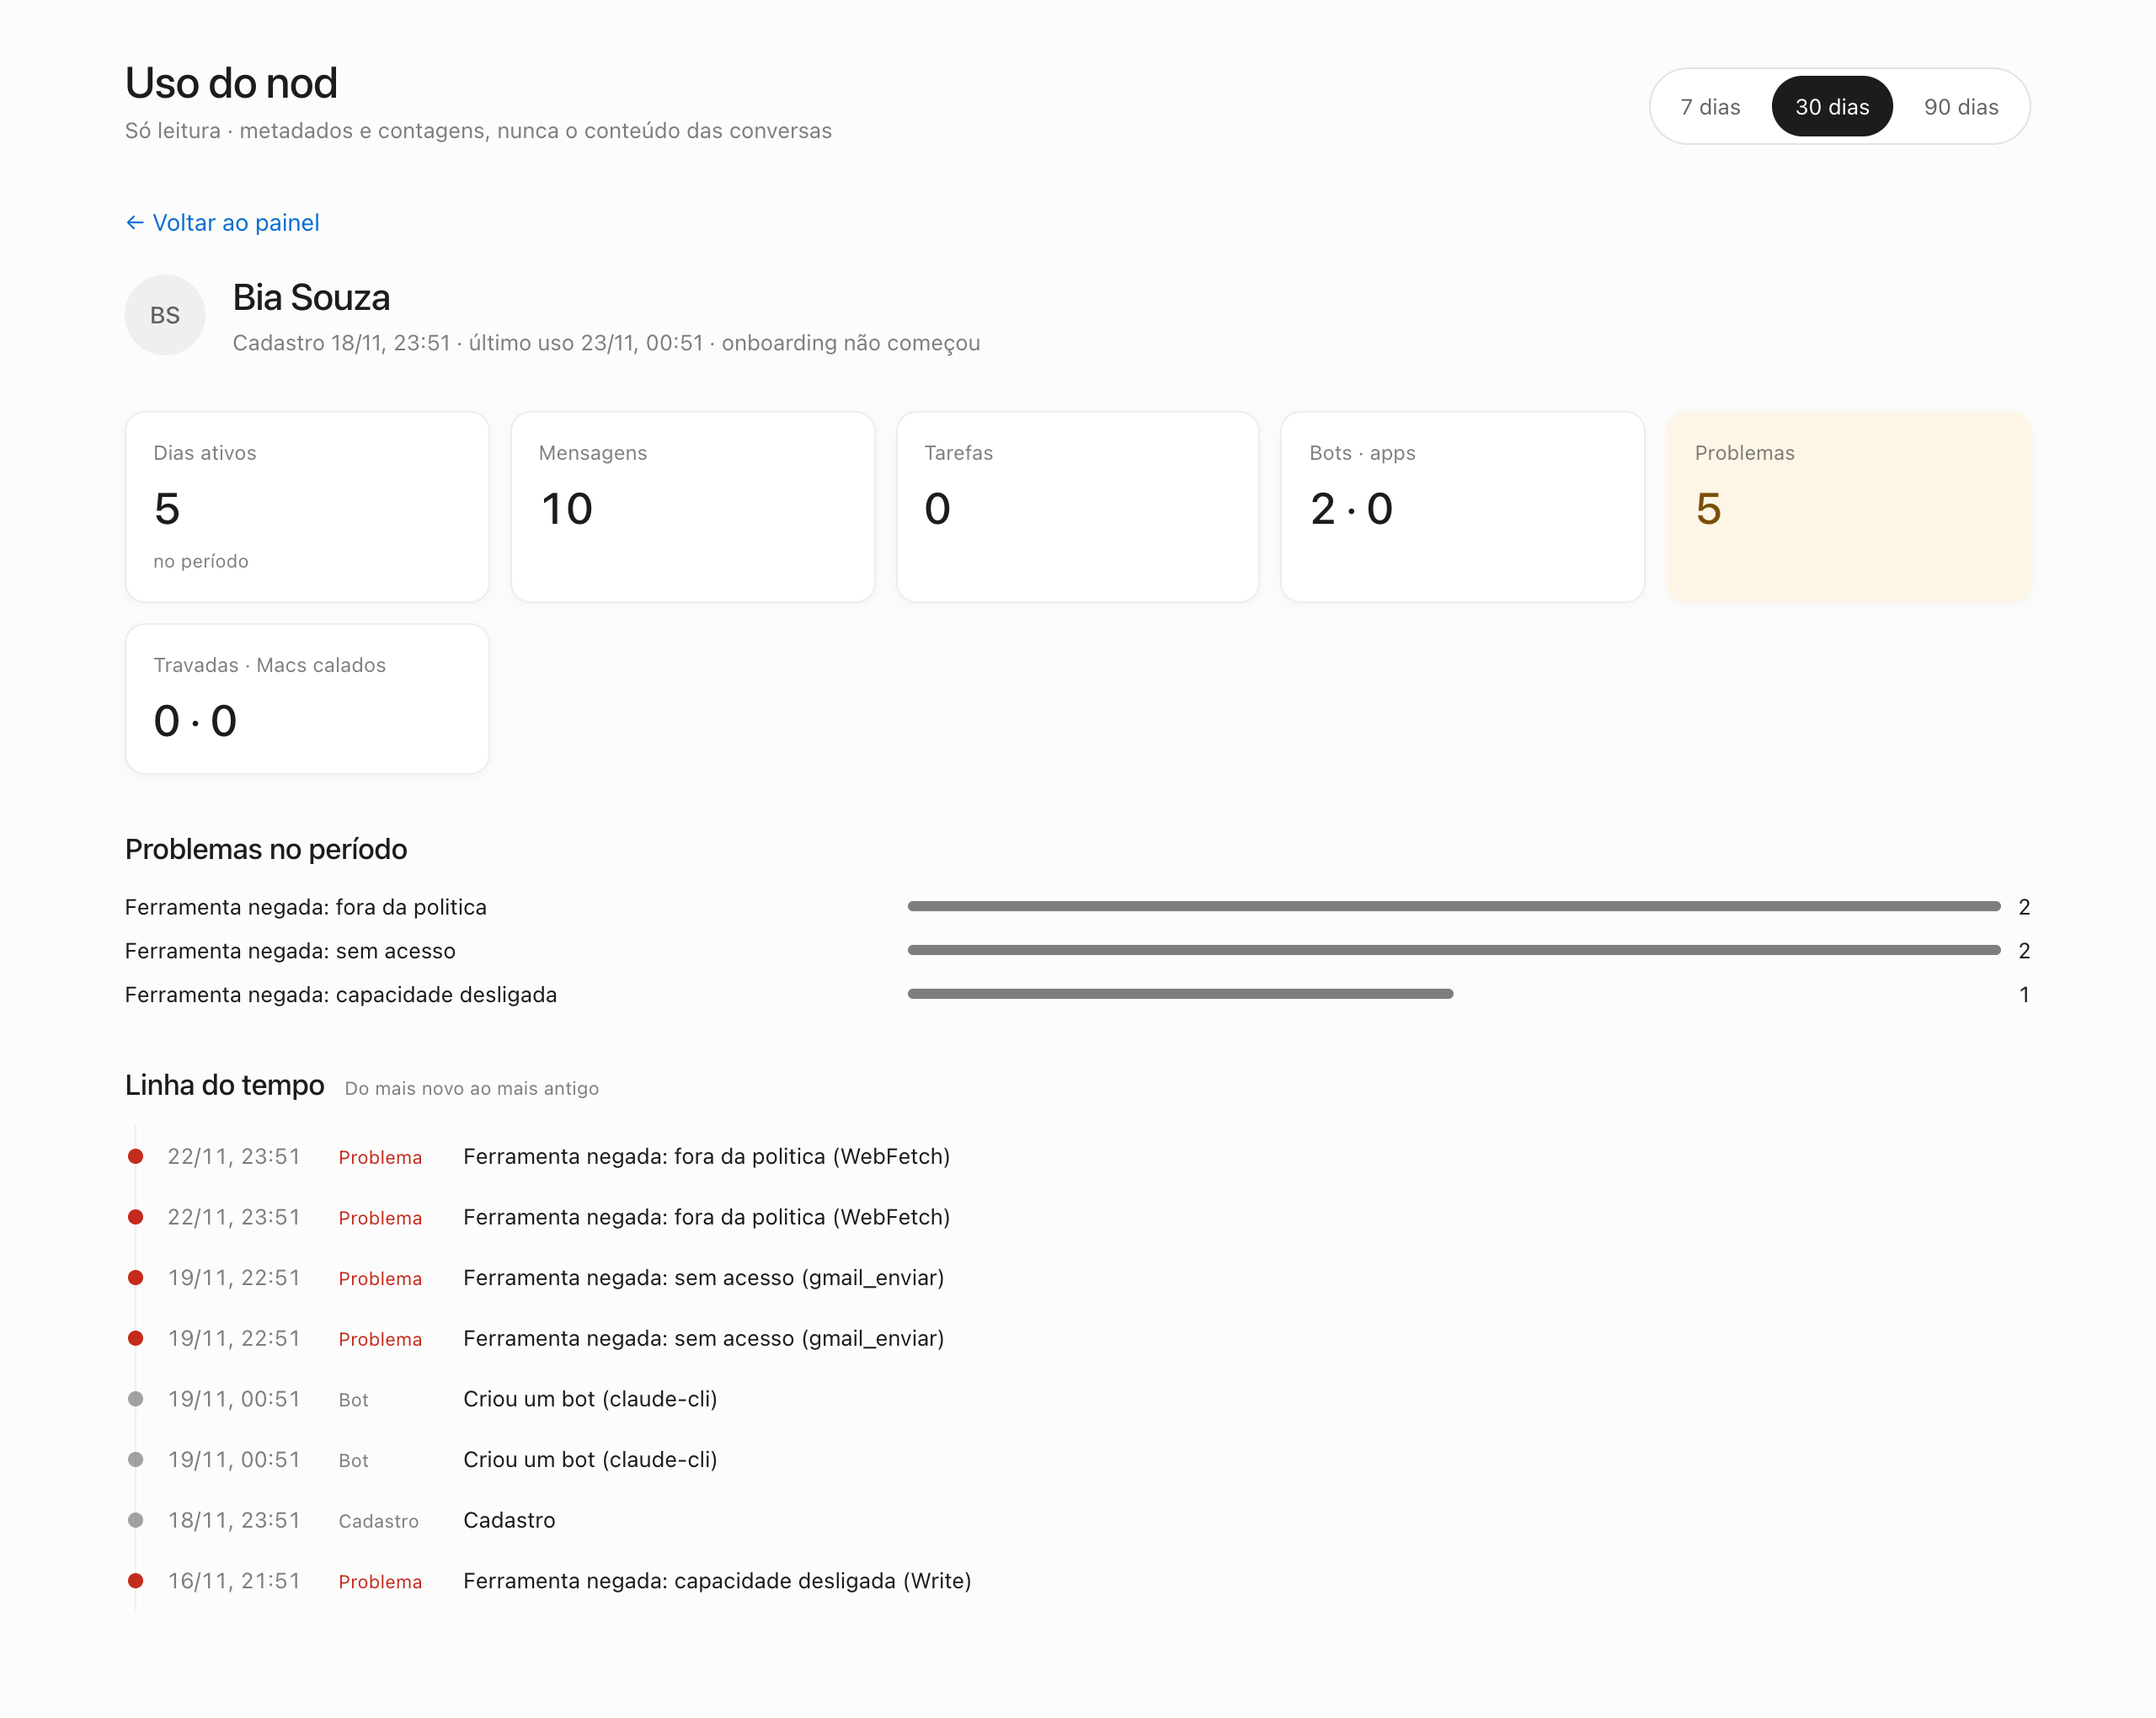 Uso do nod
Só leitura · metadados e contagens, nunca o conteúdo das conversas
7 dias 30 dias 90 dias
← Voltar ao painel
BS
Bia Souza
Cadastro 18/11, 23:51 · último uso 23/11, 00:51 · onboarding não começou
Dias ativos
5
no período
Mensagens
10
Tarefas
0
Bots · apps
2 · 0
Problemas
5
Travadas · Macs calados
0 · 0
Problemas no período
Ferramenta negada: fora da politica 2
Ferramenta negada: sem acesso 2
Ferramenta negada: capacidade desligada 1
Linha do tempo Do mais novo ao mais antigo
22/11, 23:51 Problema Ferramenta negada: fora da politica (WebFetch)
22/11, 23:51 Problema Ferramenta negada: fora da politica (WebFetch)
19/11, 22:51 Problema Ferramenta negada: sem acesso (gmail_enviar)
19/11, 22:51 Problema Ferramenta negada: sem acesso (gmail_enviar)
19/11, 00:51 Bot Criou um bot (claude-cli)
19/11, 00:51 Bot Criou um bot (claude-cli)
18/11, 23:51 Cadastro Cadastro
16/11, 21:51 Problema Ferramenta negada: capacidade desligada (Write)